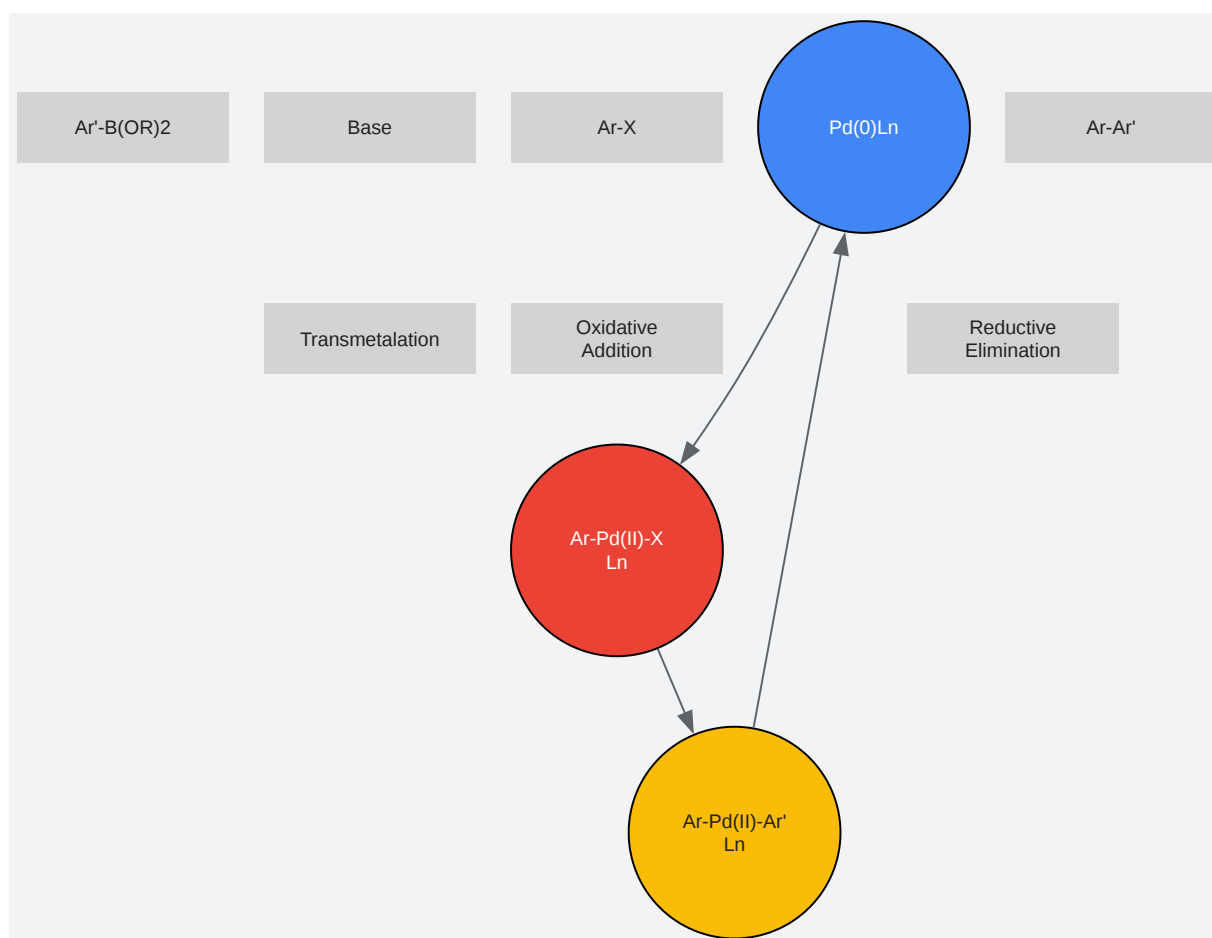 Ar'-B(OR)2
Base
Ar-X
Pd(0)Ln
Ar-Ar'
Transmetalation
Oxidative
Addition
Reductive
Elimination
Ar-Pd(II)-X
Ln
Ar-Pd(II)-Ar'
Ln